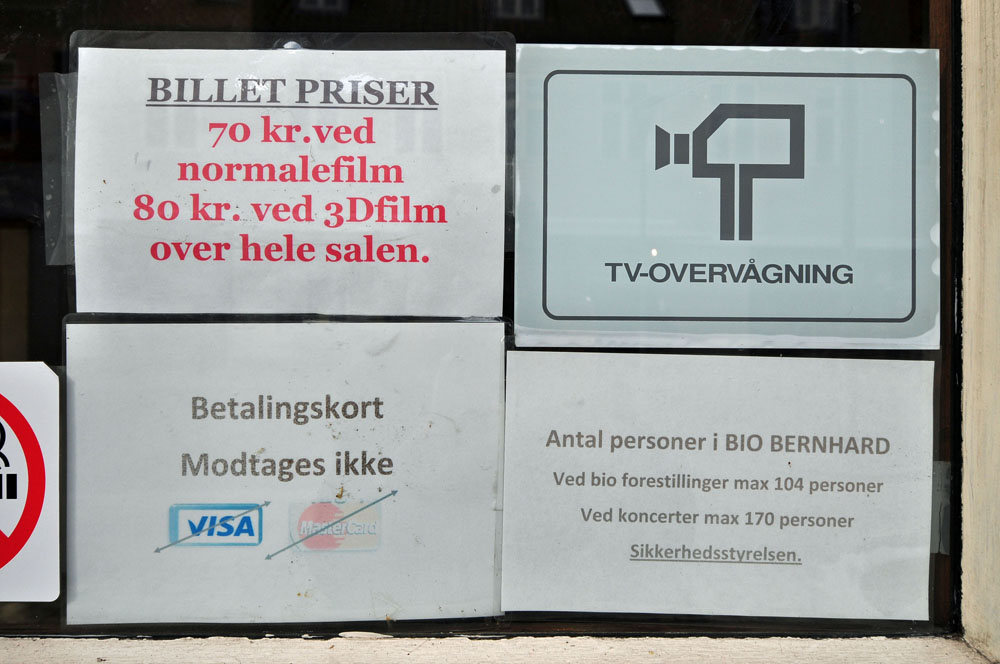 BILLET PRISER
70 kr.ved
normalefilm
80 kr. ved 3Dfilm
over hele salen.
TV-OVERVÅGNING
Betalingskort
Modtages ikke
VISA
MasterCard
Antal personer i BIO BERNHARD
Ved bio forestillinger max 104 personer
Ved koncerter max 170 personer
Sikkerhedsstyrelsen.